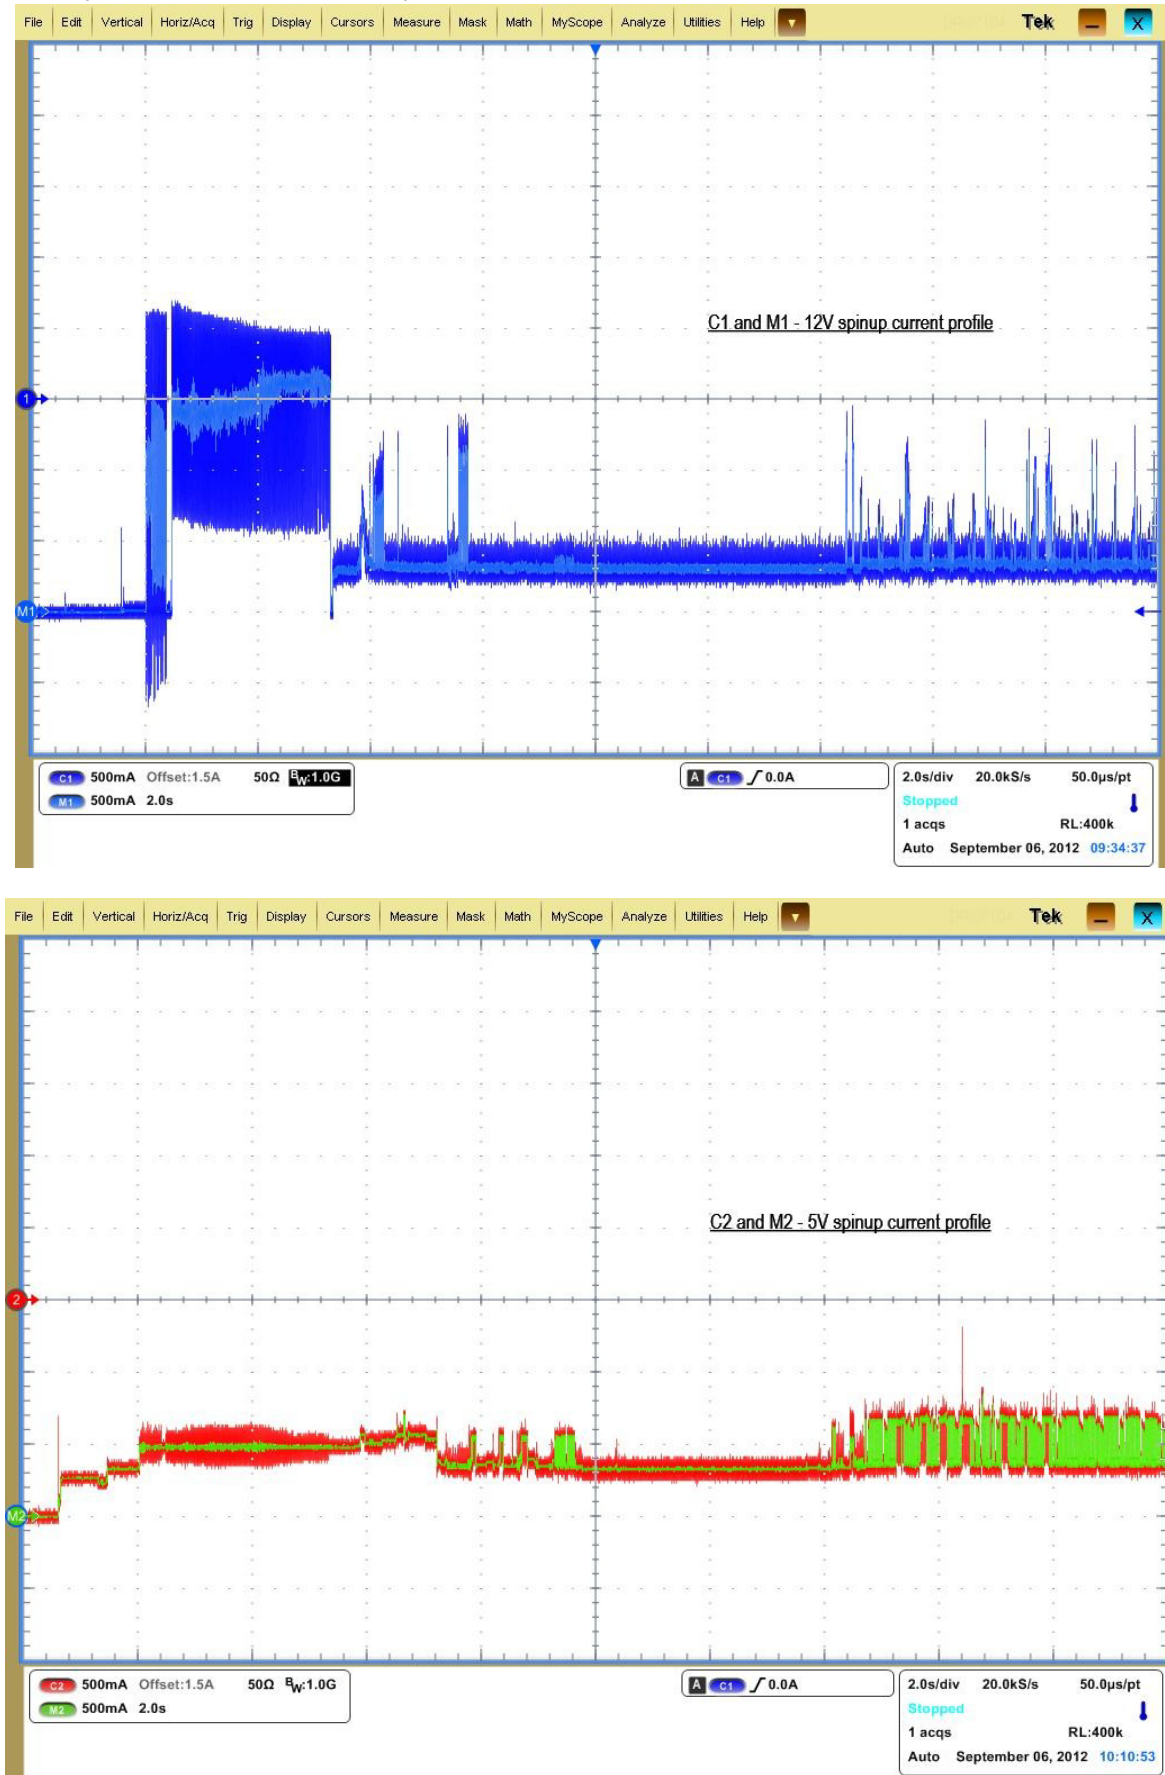 File Edit Vertical Horiz/Acq Trig Display Cursors Measure Mask Math MyScope Analyze Utilities Help Tek X
C1 and M1 - 12V spinup current profile
1
M1
C1 500mA Offset:1.5A 50Ω BW:1.0G
M1 500mA 2.0s
A C1 0.0A
2.0s/div 20.0kS/s 50.0µs/pt
Stopped
1 acqs RL:400k
Auto September 06, 2012 09:34:37
File Edit Vertical Horiz/Acq Trig Display Cursors Measure Mask Math MyScope Analyze Utilities Help Tek X
C2 and M2 - 5V spinup current profile
2
M2
C2 500mA Offset:1.5A 50Ω BW:1.0G
M2 500mA 2.0s
A C1 0.0A
2.0s/div 20.0kS/s 50.0µs/pt
Stopped
1 acqs RL:400k
Auto September 06, 2012 10:10:53